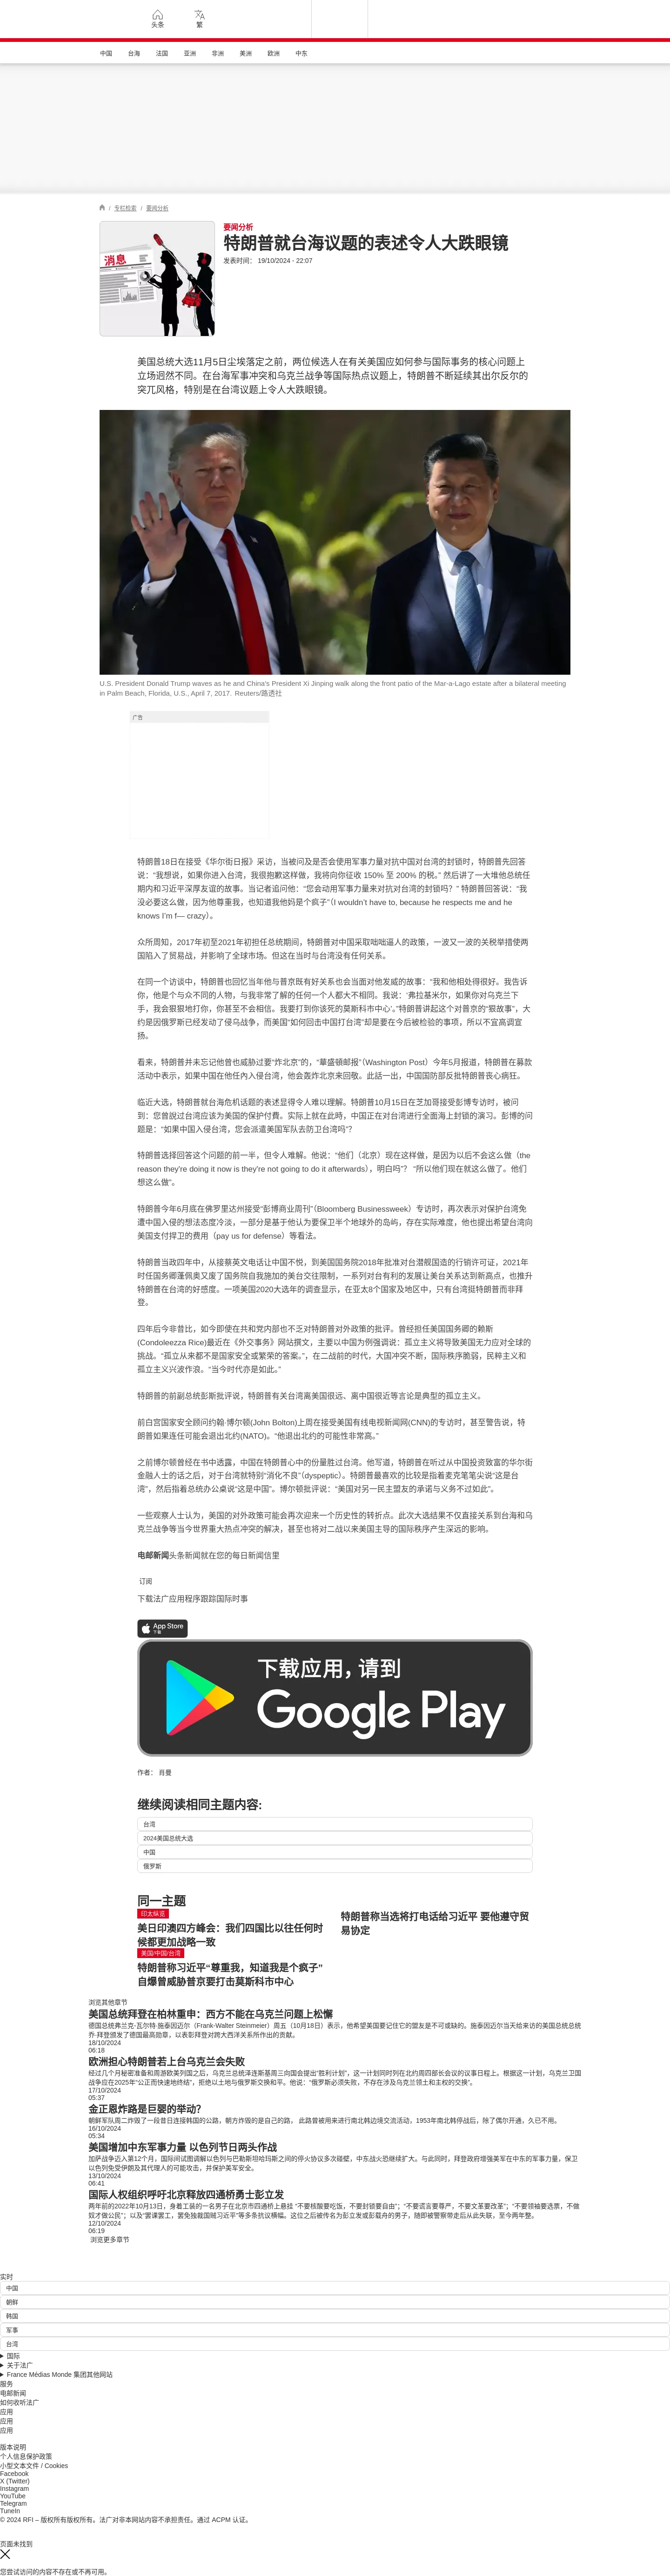 头条
繁
中国 台海 法国 亚洲 非洲 美洲 欧洲 中东
/ 专栏检索 / 要闻分析
消息
要闻分析
特朗普就台海议题的表述令人大跌眼镜
发表时间： 19/10/2024 - 22:07
美国总统大选11月5日尘埃落定之前，两位候选人在有关美国应如何参与国际事务的核心问题上
立场迥然不同。在台海军事冲突和乌克兰战争等国际热点议题上，特朗普不断延续其出尔反尔的
突兀风格，特别是在台湾议题上令人大跌眼镜。
U.S. President Donald Trump waves as he and China's President Xi Jinping walk along the front patio of the Mar-a-Lago estate after a bilateral meeting
in Palm Beach, Florida, U.S., April 7, 2017. Reuters/路透社
广告
特朗普18日在接受《华尔街日报》采访，当被问及是否会使用军事力量对抗中国对台湾的封锁时，特朗普先回答
说：“我想说，如果你进入台湾，我很抱歉这样做，我将向你征收 150% 至 200% 的税。” 然后讲了一大堆他总统任
期内和习近平深厚友谊的故事。当记者追问他：“您会动用军事力量来对抗对台湾的封锁吗？” 特朗普回答说：“我
没必要这么做，因为他尊重我，也知道我他妈是个疯子”（I wouldn’t have to, because he respects me and he
knows I’m f— crazy）。
众所周知，2017年初至2021年初担任总统期间，特朗普对中国采取咄咄逼人的政策，一波又一波的关税举措使两
国陷入了贸易战，并影响了全球市场。但这在当时与台湾没有任何关系。
在同一个访谈中，特朗普也回忆当年他与普京既有好关系也会当面对他发威的故事：“我和他相处得很好。我告诉
你，他是个与众不同的人物，与我非常了解的任何一个人都大不相同。我说：‘弗拉基米尔，如果你对乌克兰下
手，我会狠狠地打你，你甚至不会相信。我要打到你该死的莫斯科市中心’。”特朗普讲起这个对普京的“狠故事”，大
约是因俄罗斯已经发动了侵乌战争，而美国“如何回击中国打台湾”却是要在今后被检验的事项，所以不宜高调宣
扬。
看来，特朗普并未忘记他曾也威胁过要“炸北京”的，“華盛頓邮报”（Washington Post）今年5月报道，特朗普在募款
活动中表示，如果中国在他任內入侵台湾，他会轰炸北京来回敬。此話一出，中国国防部反批特朗普丧心病狂。
临近大选，特朗普就台海危机话题的表述显得令人难以理解。特朗普10月15日在芝加哥接受彭博专访时，被问
到：您曾說过台湾应该为美国的保护付費。实际上就在此時，中国正在对台湾进行全面海上封锁的演习。彭博的问
题是：“如果中国入侵台湾，您会派遣美国军队去防卫台湾吗”？
特朗普选择回答这个问题的前一半，但令人难解。他说：“他们（北京）现在这样做，是因为以后不会这么做（the
reason they're doing it now is they're not going to do it afterwards），明白吗”？ “所以他们现在就这么做了。他们
想这么做”。
特朗普今年6月底在佛罗里达州接受“彭博商业周刊”（Bloomberg Businessweek）专访时，再次表示对保护台湾免
遭中国入侵的想法态度冷淡，一部分是基于他认为要保卫半个地球外的岛屿，存在实际难度，他也提出希望台湾向
美国支付捍卫的费用（pay us for defense）等看法。
特朗普当政四年中，从接蔡英文电话让中国不悦，到美国国务院2018年批准对台潜舰国造的行销许可证，2021年
时任国务卿蓬佩奥又废了国务院自我施加的美台交往限制，一系列对台有利的发展让美台关系达到新高点，也推升
特朗普在台湾的好感度。一项美国2020大选年的调查显示，在亚太8个国家及地区中，只有台湾挺特朗普而非拜
登。
四年后今非昔比，如今即使在共和党内部也不乏对特朗普对外政策的批评。曾经担任美国国务卿的赖斯
(Condoleezza Rice)最近在《外交事务》网站撰文，主要以中国为例强调说：孤立主义将导致美国无力应对全球的
挑战。“孤立从来都不是国家安全或繁荣的答案。”，在二战前的时代，大国冲突不断，国际秩序脆弱，民粹主义和
孤立主义兴波作浪。“当今时代亦是如此。”
特朗普的前副总统彭斯批评说，特朗普有关台湾离美国很远、离中国很近等言论是典型的孤立主义。
前白宫国家安全顾问约翰·博尔顿(John Bolton)上周在接受美国有线电视新闻网(CNN)的专访时，甚至警告说，特
朗普如果连任可能会退出北约(NATO)。“他退出北约的可能性非常高。”
之前博尔顿曾经在书中透露，中国在特朗普心中的份量胜过台湾。他写道，特朗普在听过从中国投资致富的华尔街
金融人士的话之后，对于台湾就特别“消化不良”（dyspeptic）。特朗普最喜欢的比较是指着麦克笔笔尖说“这是台
湾”，然后指着总统办公桌说“这是中国”。博尔顿批评说：“美国对另一民主盟友的承诺与义务不过如此”。
一些观察人士认为，美国的对外政策可能会再次迎来一个历史性的转折点。此次大选结果不仅直接关系到台海和乌
克兰战争等当今世界重大热点冲突的解决，甚至也将对二战以来美国主导的国际秩序产生深远的影响。
电邮新闻头条新闻就在您的每日新闻信里
订阅
下载法广应用程序跟踪国际时事
App Store
下載
下载应用，请到
Google Play
作者： 肖曼
继续阅读相同主题内容:
台湾
2024美国总统大选
中国
俄罗斯
同一主题
印太纵览
美日印澳四方峰会：我们四国比以往任何时
候都更加战略一致
特朗普称当选将打电话给习近平 要他遵守贸
易协定
美国/中国/台湾
特朗普称习近平“尊重我，知道我是个疯子”
自爆曾威胁普京要打击莫斯科市中心
浏览其他章节
美国总统拜登在柏林重申：西方不能在乌克兰问题上松懈
德国总统弗兰克-瓦尔特·施泰因迈尔（Frank-Walter Steinmeier）周五（10月18日）表示，他希望美国要记住它的盟友是不可或缺的。施泰因迈尔当天给来访的美国总统总统
乔·拜登颁发了德国最高勋章，以表彰拜登对跨大西洋关系所作出的贡献。
18/10/2024
06:18
欧洲担心特朗普若上台乌克兰会失败
经过几个月秘密准备和周游欧美列国之后，乌克兰总统泽连斯基周三向国会提出“胜利计划”，这一计划同时列在北约周四部长会议的议事日程上。根据这一计划，乌克兰卫国
战争应在2025年“公正而快速地终结”，拒绝以土地与俄罗斯交换和平。他说：“俄罗斯必须失败，不存在涉及乌克兰领土和主权的交换”。
17/10/2024
05:37
金正恩炸路是巨婴的举动?
朝鲜军队周二炸毁了一段昔日连接韩国的公路，朝方炸毁的是自己的路， 此路曾被用来进行南北韩边境交流活动，1953年南北韩停战后，除了偶尔开通，久已不用。
16/10/2024
05:34
美国增加中东军事力量 以色列节日两头作战
加萨战争迈入第12个月，国际间试图调解以色列与巴勒斯坦哈玛斯之间的停火协议多次碰壁，中东战火恐继续扩大。与此同时，拜登政府增强美军在中东的军事力量，保卫
以色列免受伊朗及其代理人的可能攻击，并保护美军安全。
13/10/2024
06:41
国际人权组织呼吁北京释放四通桥勇士彭立发
两年前的2022年10月13日，身着工装的一名男子在北京市四通桥上悬挂 “不要核酸要吃饭，不要封锁要自由”；“不要谎言要尊严，不要文革要改革”；“不要领袖要选票，不做
奴才做公民”；以及“罢课罢工，罢免独裁国贼习近平”等多条抗议横幅。这位之后被传名为彭立发或彭载舟的男子，随即被警察带走后从此失联，至今两年整。
12/10/2024
06:19
浏览更多章节
实时
中国
朝鲜
韩国
军事
台湾
国际
关于法广
France Médias Monde 集团其他网站
服务
电邮新闻
如何收听法广
应用
应用
应用
版本说明
个人信息保护政策
小型文本文件 / Cookies
Facebook
X (Twitter)
Instagram
YouTube
Telegram
TuneIn
© 2024 RFI – 版权所有版权所有。法广对非本网站内容不承担责任。通过 ACPM 认证。
页面未找到
您尝试访问的内容不存在或不再可用。